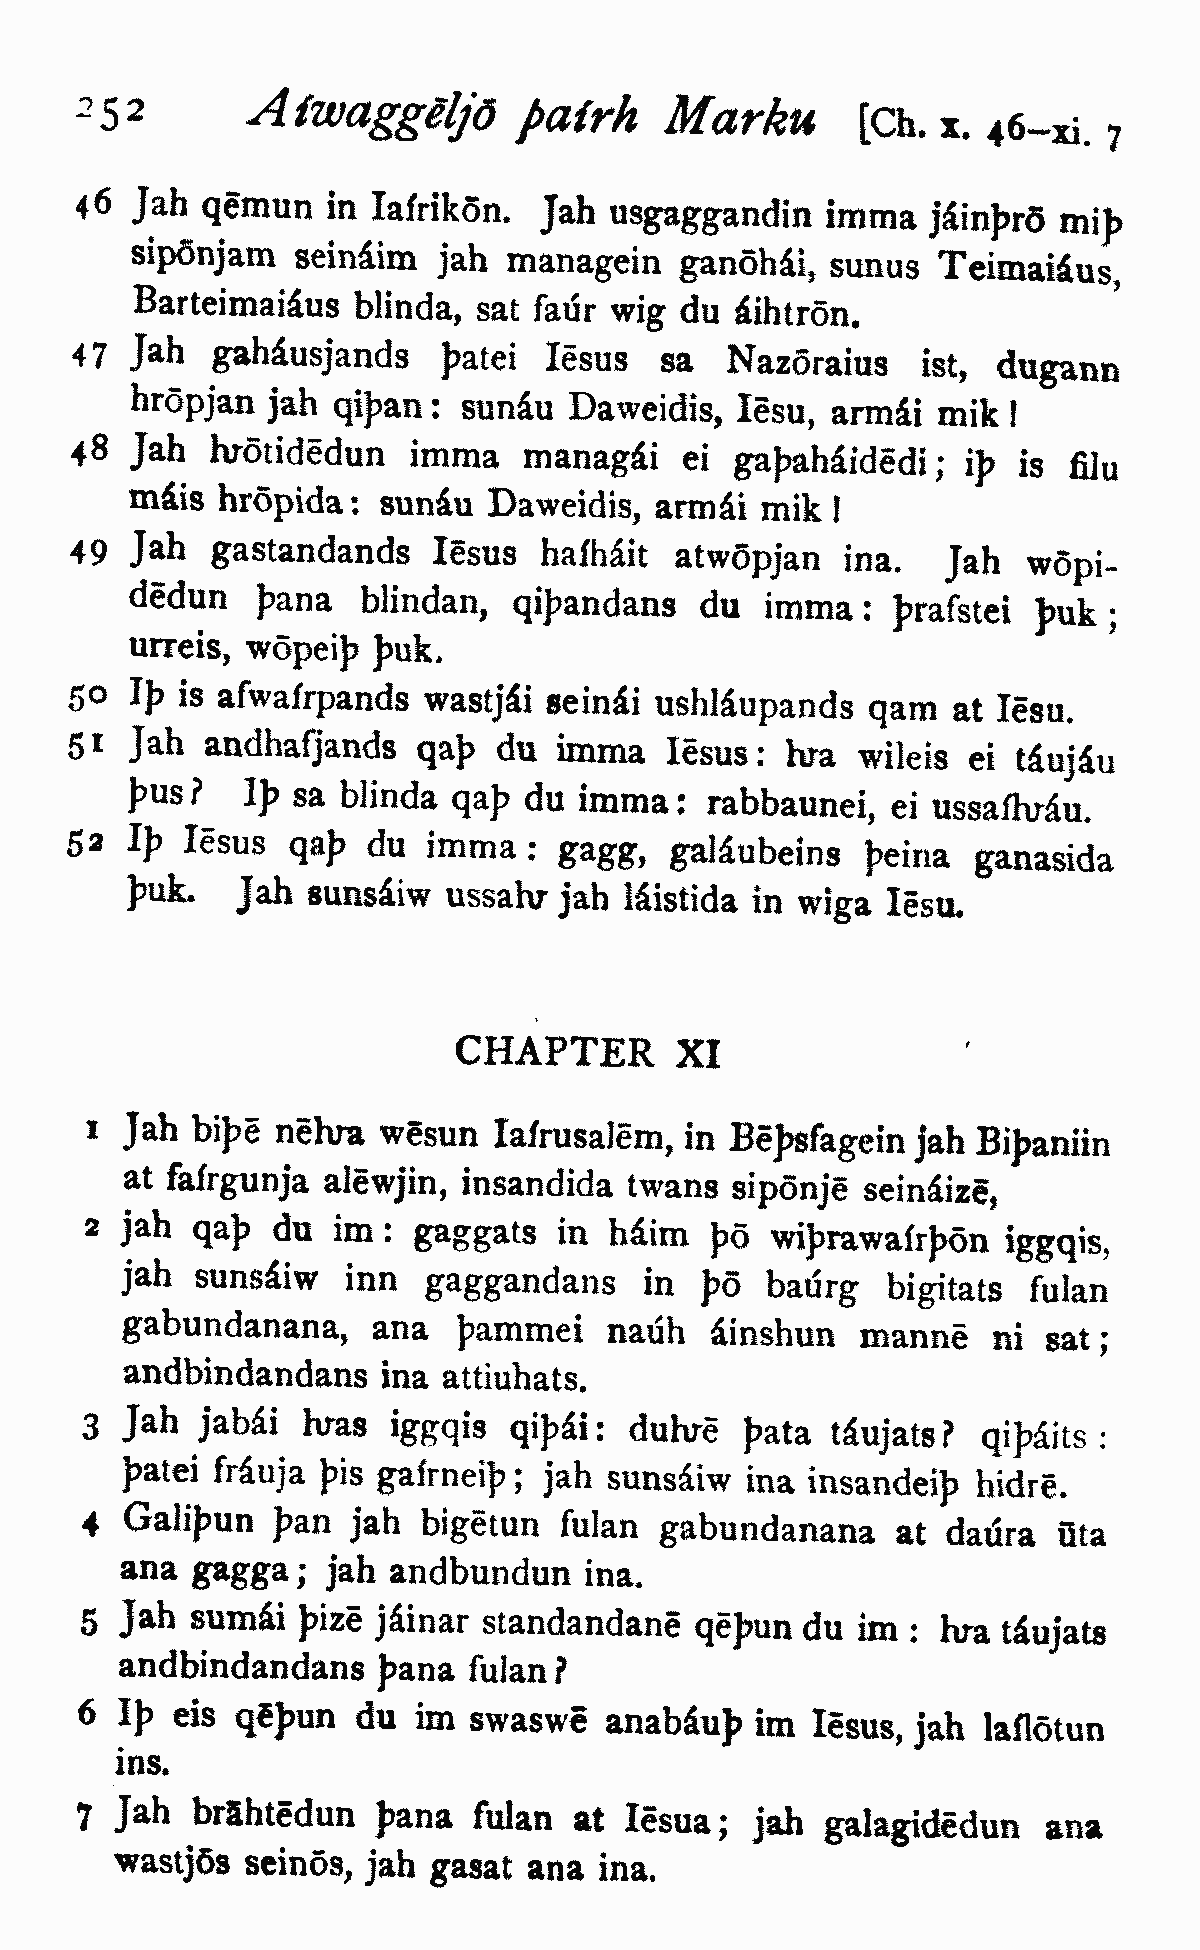 252 Aíwaggēljō þaírh Marku [Ch. x. 46–xi. 7
46 Jah qēmun in Iaírikōn. Jah usgaggandin imma jáinþrō miþ
sipōnjam seináim jah managein ganōhái, sunus Teimaiáus,
Barteimaiáus blinda, sat faúr wig du áihtrōn.
47 Jah gaháusjands þatei Iēsus sa Nazōraius ist, dugann
hrōpjan jah qiþan: sunáu Daweidis, Iēsu, armái mik!
48 Jah ƕōtidēdun imma managái ei gaþaháidēdi; iþ is filu
máis hrōpida: sunáu Daweidis, armái mik!
49 Jah gastandands Iēsus haíháit atwōpjan ina. Jah wōpi-
dēdun þana blindan, qiþandans du imma: þrafstei þuk;
urreis, wōpeiþ þuk.
50 Iþ is afwaírpands wastjái seinái ushláupands qam at Iēsu.
51 Jah andhafjands qaþ du imma Iēsus: ƕa wileis ei táujáu
þus? Iþ sa blinda qaþ du imma: rabbaunei, ei ussaíƕáu.
52 Iþ Iēsus qaþ du imma: gagg, galáubeins þeina ganasida
þuk. Jah sunsáiw ussaƕ jah láistida in wiga Iēsu.
CHAPTER XI
1 Jah biþē nēƕa wēsun Iaírusalēm, in Bēþsfagein jah Biþaniin
at faírgunja alēwjin, insandida twans sipōnjē seináizē,
2 jah qaþ du im: gaggats in háim þō wiþrawaírþōn iggqis,
jah sunsáiw inn gaggandans in þō baúrg bigitats fulan
gabundanana, ana þammei naúh áinshun mannē ni sat;
andbindandans ina attiuhats.
3 Jah jabái ƕas iggqis qiþái: duƕē þata táujats? qiþáits:
þatei fráuja þis gaírneiþ; jah sunsáiw ina insandeiþ hidrē.
4 Galiþun þan jah bigētun fulan gabundanana at daúra ūta
ana gagga; jah andbundun ina.
5 Jah sumái þizē jáinar standandanē qēþun du im: ƕa táujats
andbindandans þana fulan?
6 Iþ eis qēþun du im swaswē anabáuþ im Iēsus, jah laílōtun
ins.
7 Jah brāhtēdun þana fulan at Iēsua; jah galagidēdun ana
wastjōs seinōs, jah gasat ana ina.